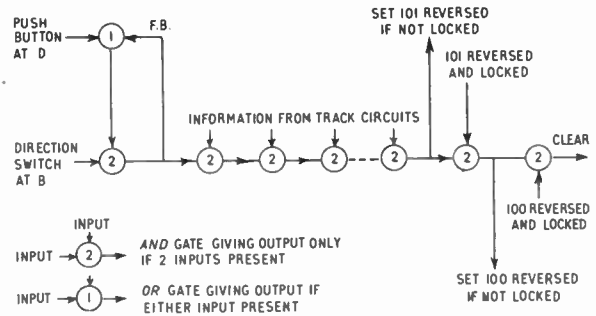 PUSH
BUTTON
AT D
1
F.B.
SET 101 REVERSED
IF NOT LOCKED
101 REVERSED
AND LOCKED
INFORMATION FROM TRACK CIRCUITS
DIRECTION
SWITCH
AT B
2
2
2
2
2
2
2
CLEAR
100 REVERSED
AND LOCKED
SET 100 REVERSED
IF NOT LOCKED
INPUT
INPUT
2
AND GATE GIVING OUTPUT ONLY
IF 2 INPUTS PRESENT
INPUT
1
OR GATE GIVING OUTPUT IF
EITHER INPUT PRESENT